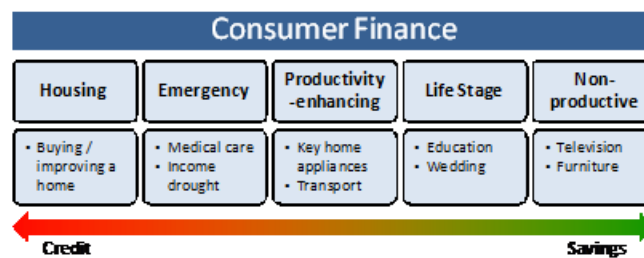 Consumer Finance
Housing
Emergency
Productivity
-enhancing
Life Stage
Non-
productive
• Buying /
improving a
home
• Medical care
• Income
drought
• Key home
appliances
• Transport
• Education
• Wedding
• Television
• Furniture
Credit
Savings